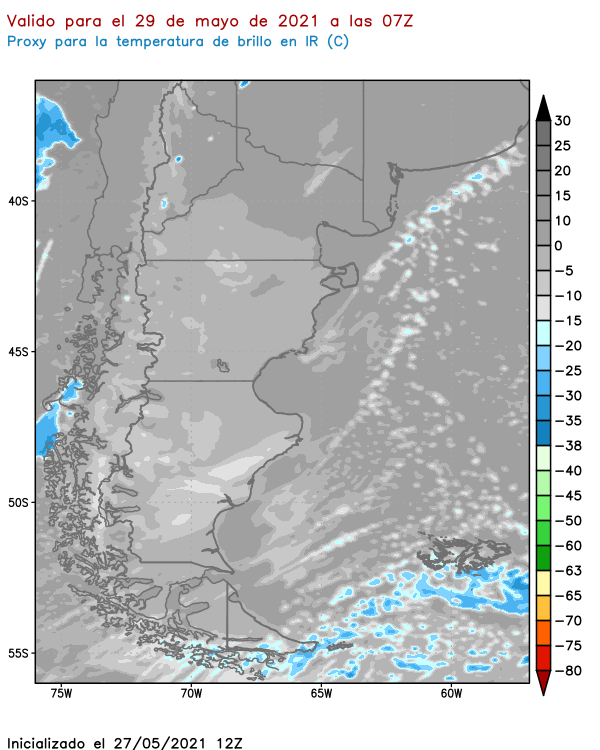 Valido para el 29 de mayo de 2021 a las 07Z
Proxy para la temperatura de brillo en IR (C)
30
25
20
15
10
0
-5
-10
-15
-20
-25
-30
-35
-38
-40
-45
-50
-60
-63
-65
-70
-75
-80
40S
45S
50S
55S
75W 70W 65W 60W
Inicializado el 27/05/2021 12Z